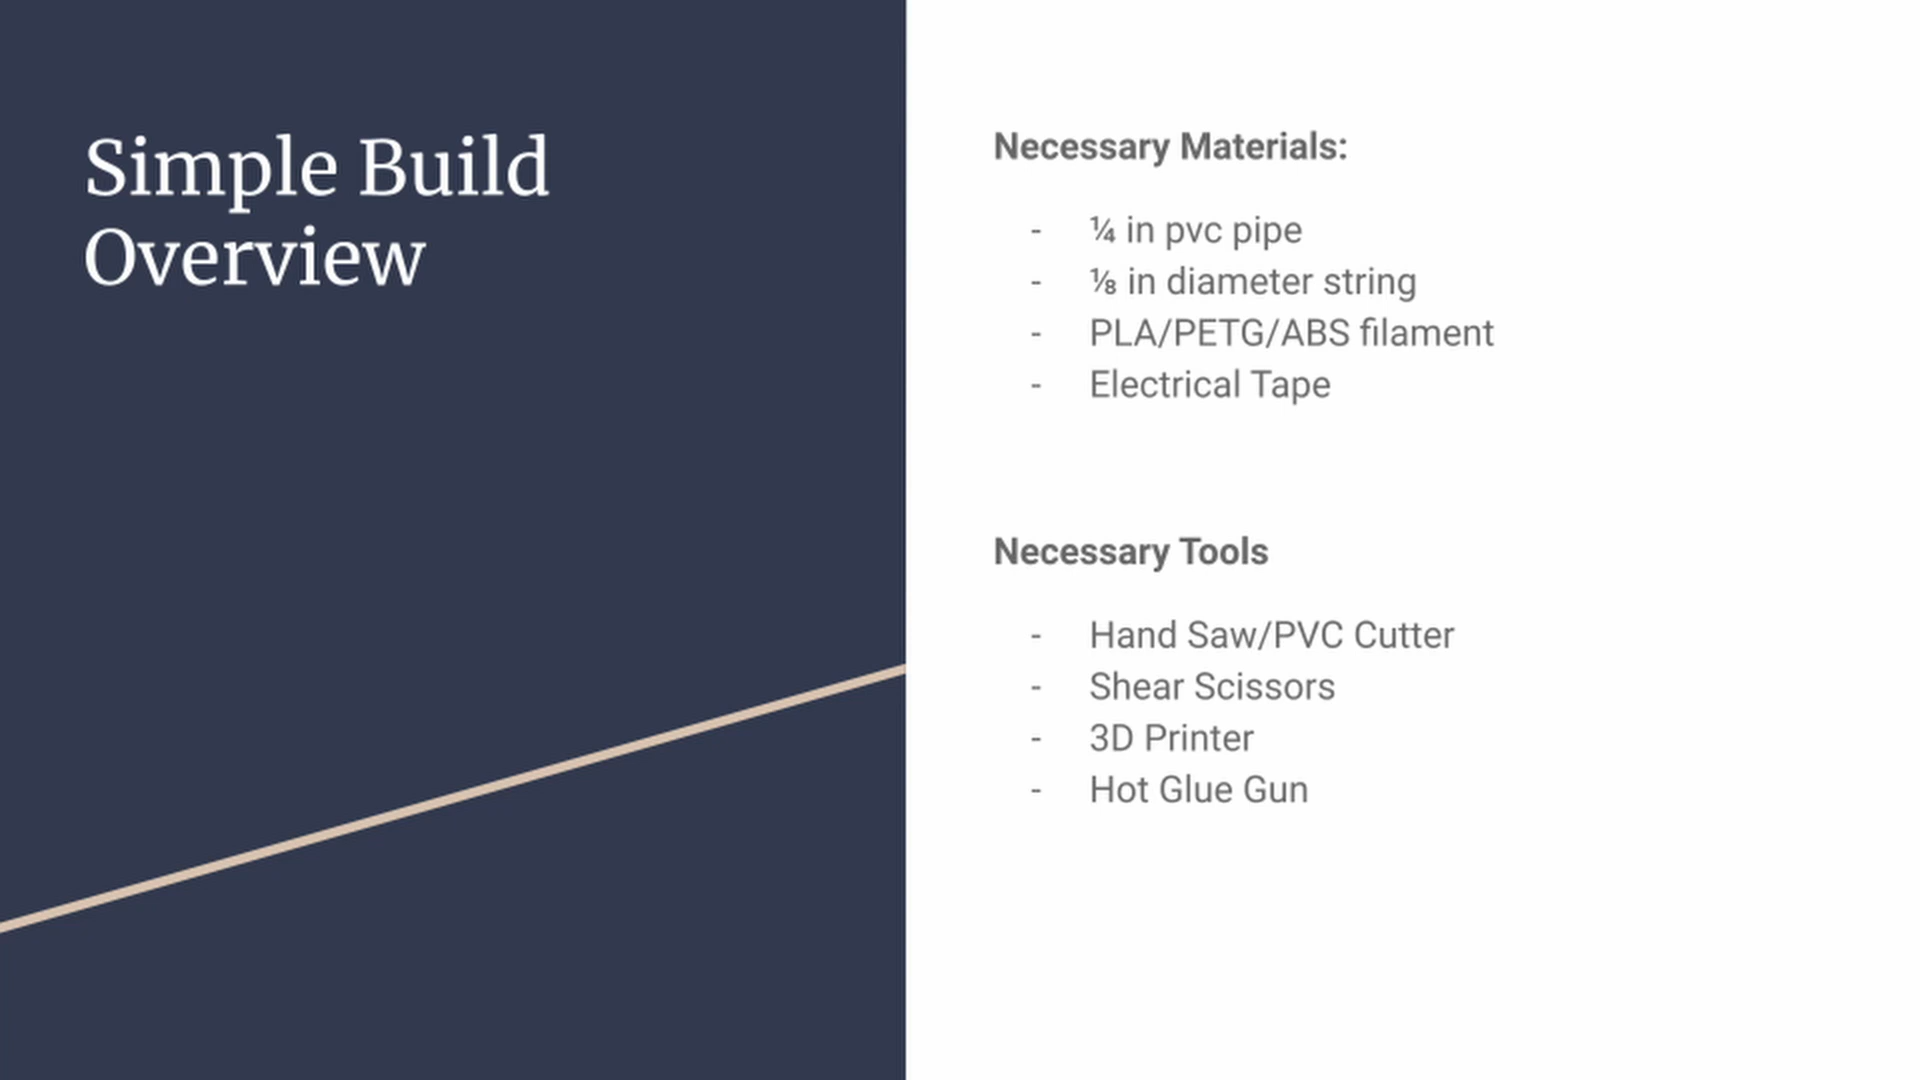 Simple Build
Overview
Necessary Materials:
- ¼ in pvc pipe
- ⅛ in diameter string
- PLA/PETG/ABS filament
- Electrical Tape
Necessary Tools
- Hand Saw/PVC Cutter
- Shear Scissors
- 3D Printer
- Hot Glue Gun